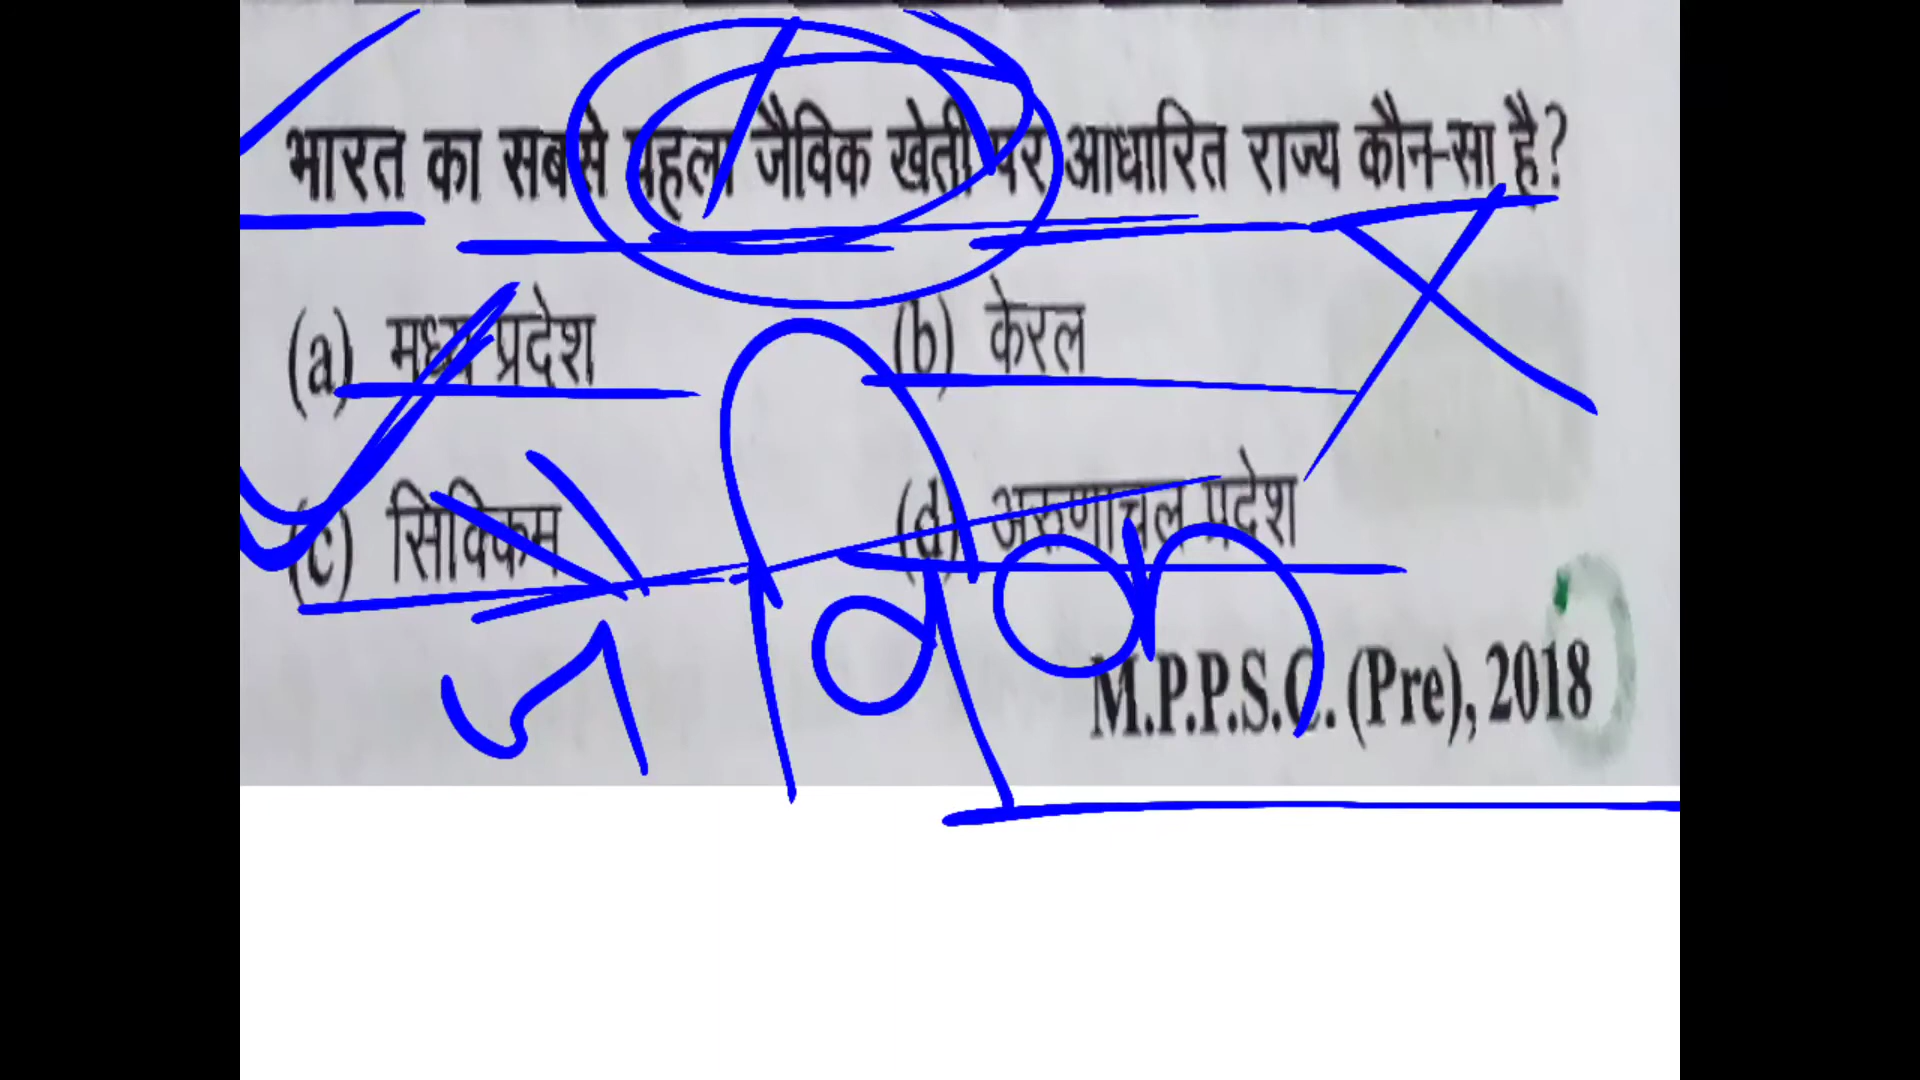 भारत का सबसे पहला जैविक खेती पर आधारित राज्य कौन-सा है?
(a) मध्य प्रदेश (b) केरल
(c) सिक्किम (d) अरुणाचल प्रदेश
जैविक
M.P.P.S.C. (Pre), 2018